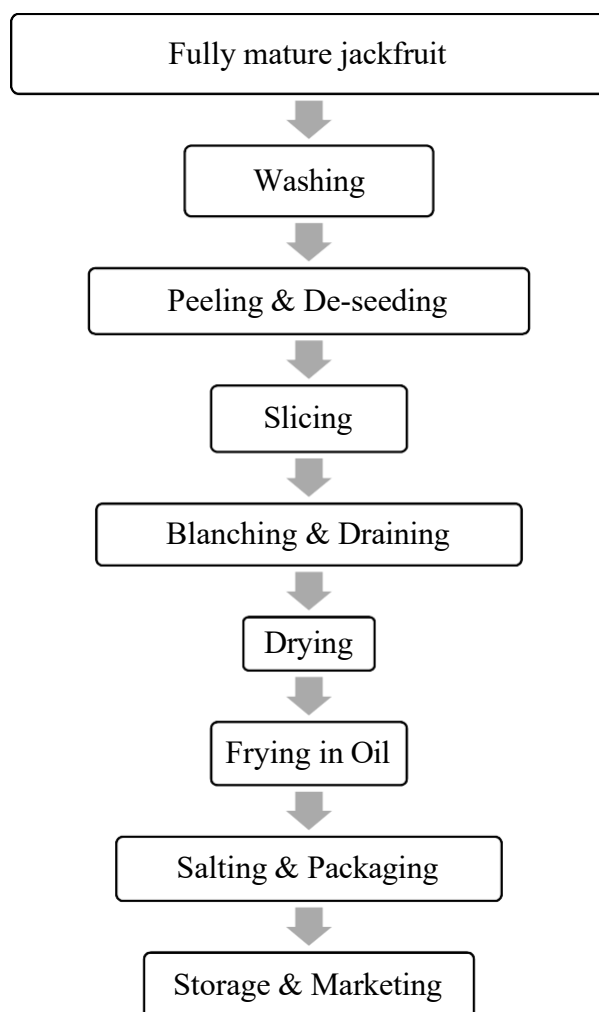 Fully mature jackfruit
Washing
Peeling & De-seeding
Slicing
Blanching & Draining
Drying
Frying in Oil
Salting & Packaging
Storage & Marketing